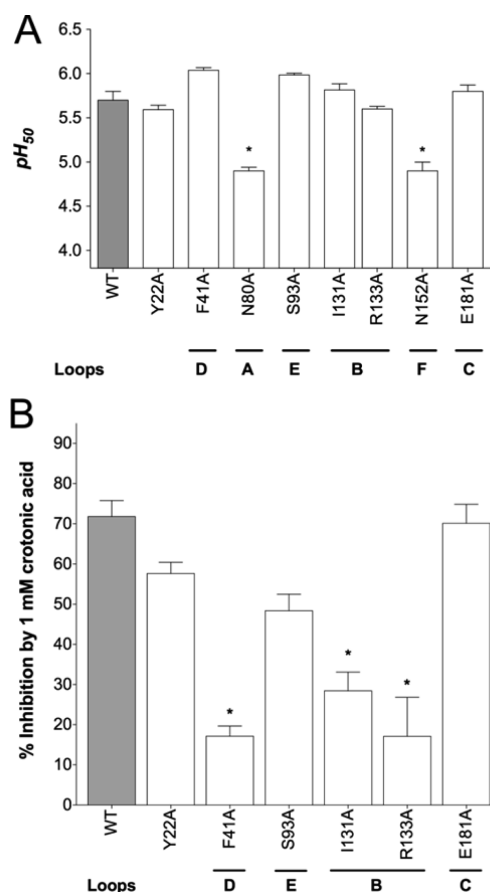 A
pH50
6.5
6.0
5.5
5.0
4.5
4.0
*
*
WT
Y22A
F41A
N80A
S93A
I131A
R133A
N152A
E181A
Loops
D
A
E
B
F
C
B
% Inhibition by 1 mM crotonic acid
90
80
70
60
50
40
30
20
10
0
*
*
*
WT
Y22A
F41A
S93A
I131A
R133A
E181A
Loops
D
E
B
C